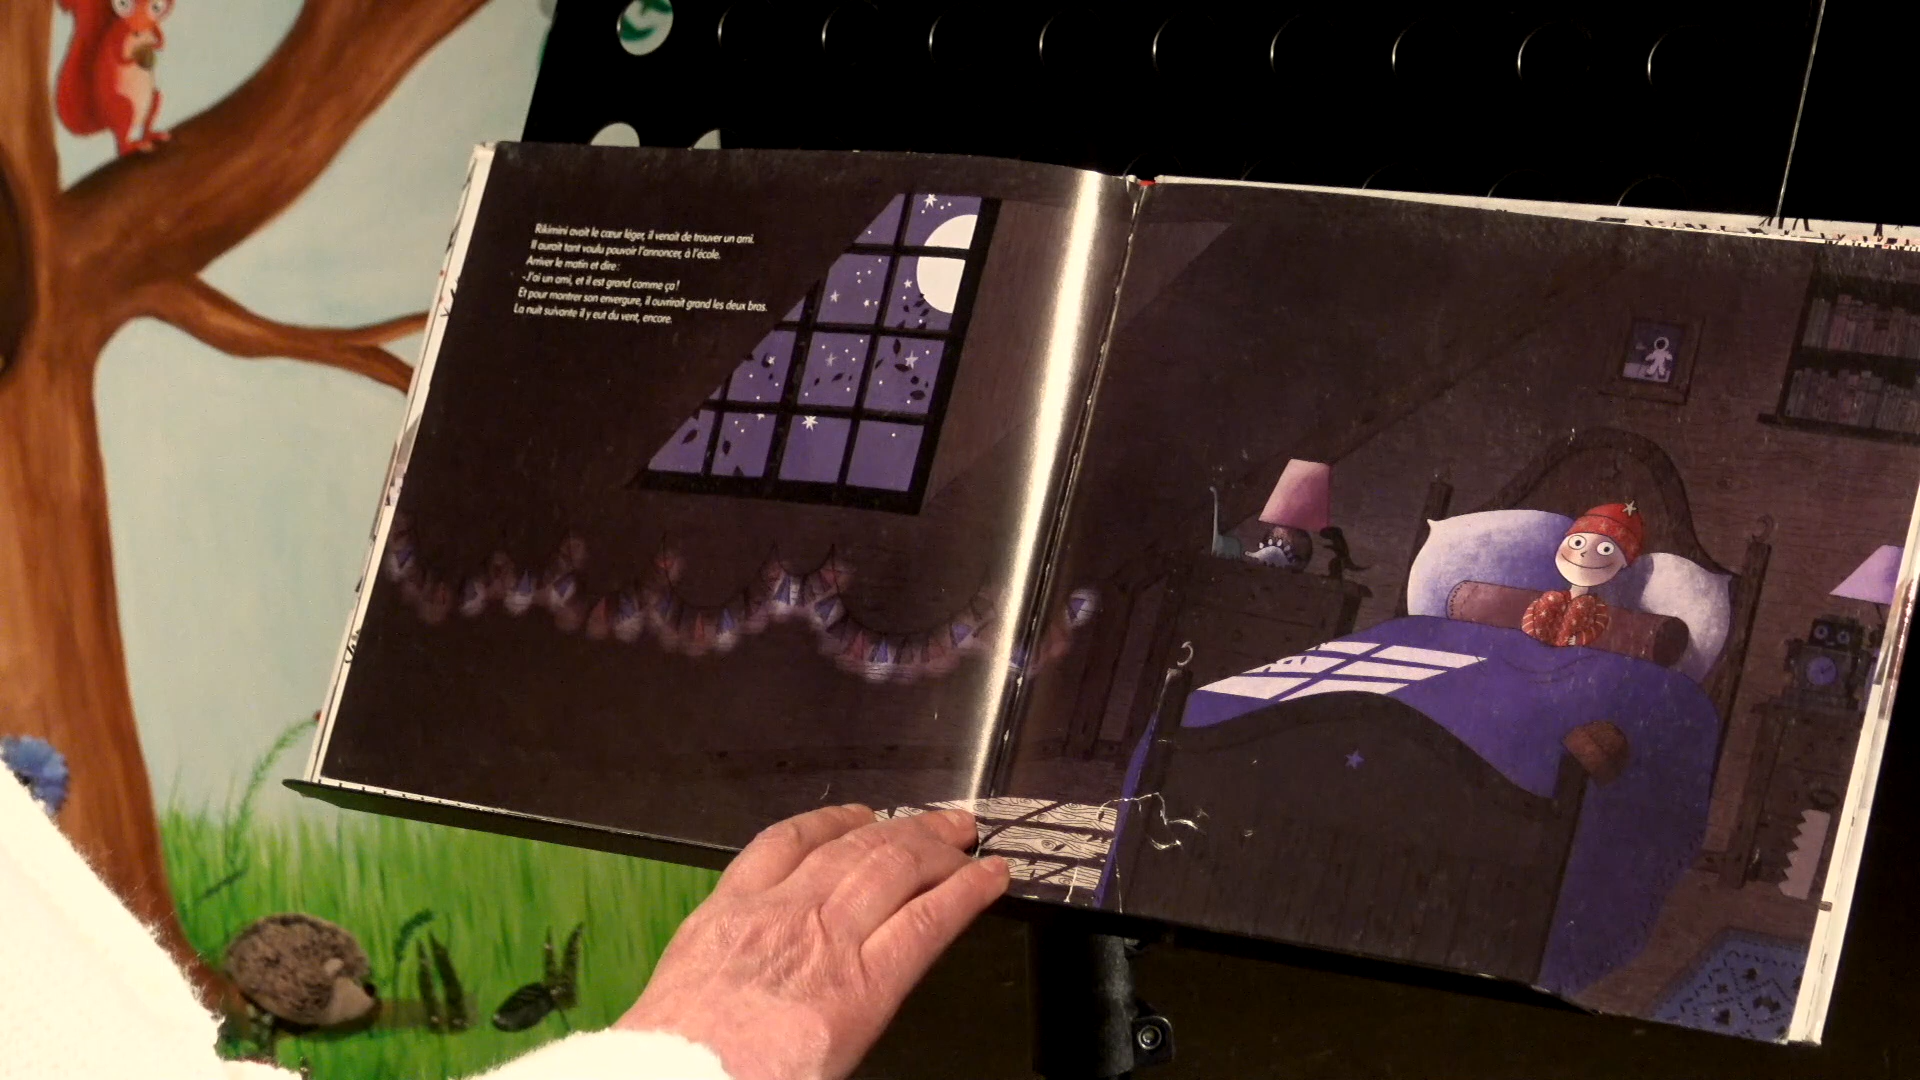 Rikimini avait le cœur léger, il venait de trouver un ami.
Il aurait tant voulu pouvoir l'annoncer, à l'école.
Arriver le matin et dire :
-J'ai un ami, et il est grand comme ça !
Et pour montrer son envergure, il ouvrirait grand les deux bras.
La nuit suivante il y eut du vent, encore.